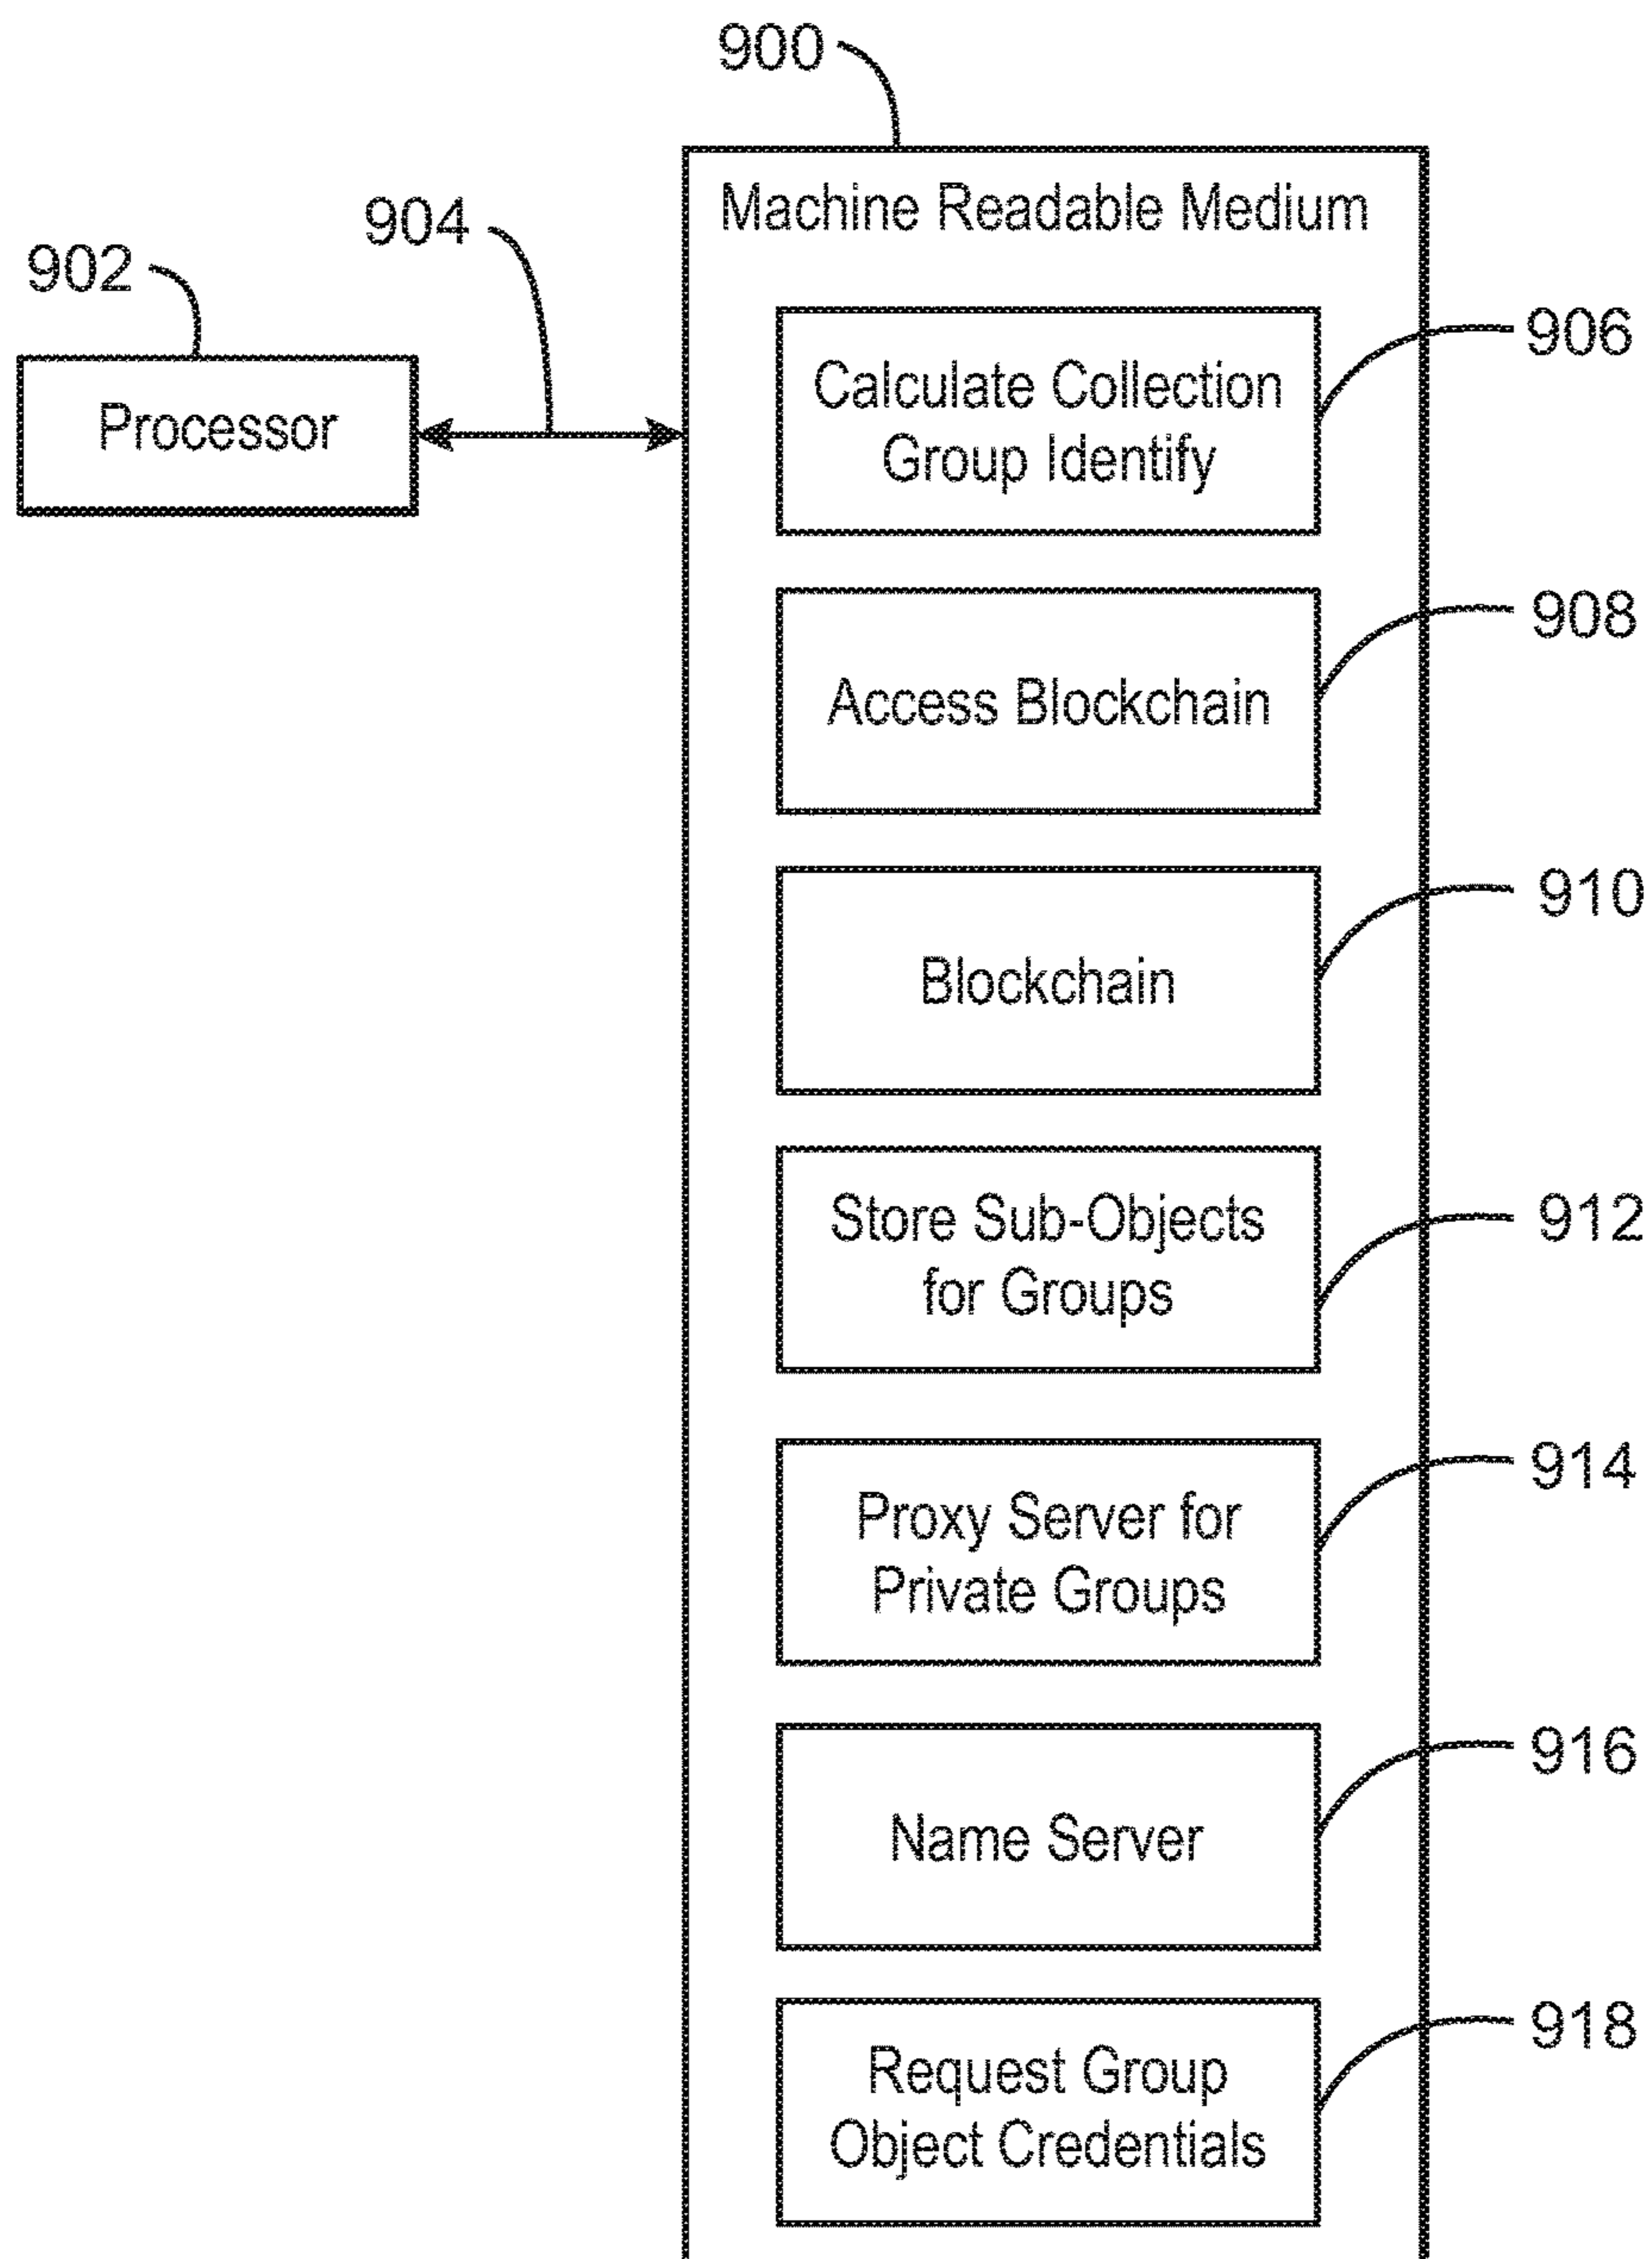 900
Machine Readable Medium
904
902
Processor
906
Calculate Collection
Group Identify
908
Access Blockchain
910
Blockchain
912
Store Sub-Objects
for Groups
914
Proxy Server for
Private Groups
916
Name Server
918
Request Group
Object Credentials